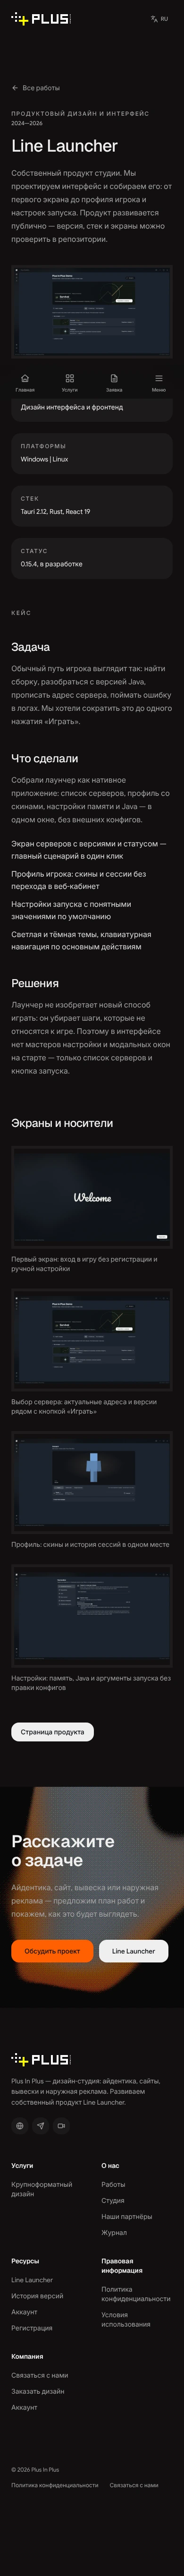 PLUS
RU
Все работы
ПРОДУКТОВЫЙ ДИЗАЙН И ИНТЕРФЕЙС
2024—2026
Line Launcher
Собственный продукт студии. Мы
проектируем интерфейс и собираем его: от
первого экрана до профиля игрока и
настроек запуска. Продукт развивается
публично — версия, стек и экраны можно
проверить в репозитории.
Главная
Услуги
Заявка
Меню
Дизайн интерфейса и фронтенд
ПЛАТФОРМЫ
Windows | Linux
СТЕК
Tauri 2.12, Rust, React 19
СТАТУС
0.15.4, в разработке
КЕЙС
Задача
Обычный путь игрока выглядит так: найти
сборку, разобраться с версией Java,
прописать адрес сервера, поймать ошибку
в логах. Мы хотели сократить это до одного
нажатия «Играть».
Что сделали
Собрали лаунчер как нативное
приложение: список серверов, профиль со
скинами, настройки памяти и Java — в
одном окне, без внешних конфигов.
Экран серверов с версиями и статусом —
главный сценарий в один клик
Профиль игрока: скины и сессии без
перехода в веб-кабинет
Настройки запуска с понятными
значениями по умолчанию
Светлая и тёмная темы, клавиатурная
навигация по основным действиям
Решения
Лаунчер не изобретает новый способ
играть: он убирает шаги, которые не
относятся к игре. Поэтому в интерфейсе
нет мастеров настройки и модальных окон
на старте — только список серверов и
кнопка запуска.
Экраны и носители
Welcome
Первый экран: вход в игру без регистрации и
ручной настройки
Выбор сервера: актуальные адреса и версии
рядом с кнопкой «Играть»
Профиль: скины и история сессий в одном месте
Настройки: память, Java и аргументы запуска без
правки конфигов
Страница продукта
Расскажите
о задаче
Айдентика, сайт, вывеска или наружная
реклама — предложим план работ и
покажем, как это будет выглядеть.
Обсудить проект
Line Launcher
PLUS
Plus In Plus — дизайн-студия: айдентика, сайты,
вывески и наружная реклама. Развиваем
собственный продукт Line Launcher.
Услуги
Крупноформатный
дизайн
О нас
Работы
Студия
Наши партнёры
Журнал
Ресурсы
Line Launcher
История версий
Аккаунт
Регистрация
Правовая
информация
Политика
конфиденциальности
Условия
использования
Компания
Связаться с нами
Заказать дизайн
Аккаунт
© 2026 Plus In Plus
Политика конфиденциальности
Связаться с нами